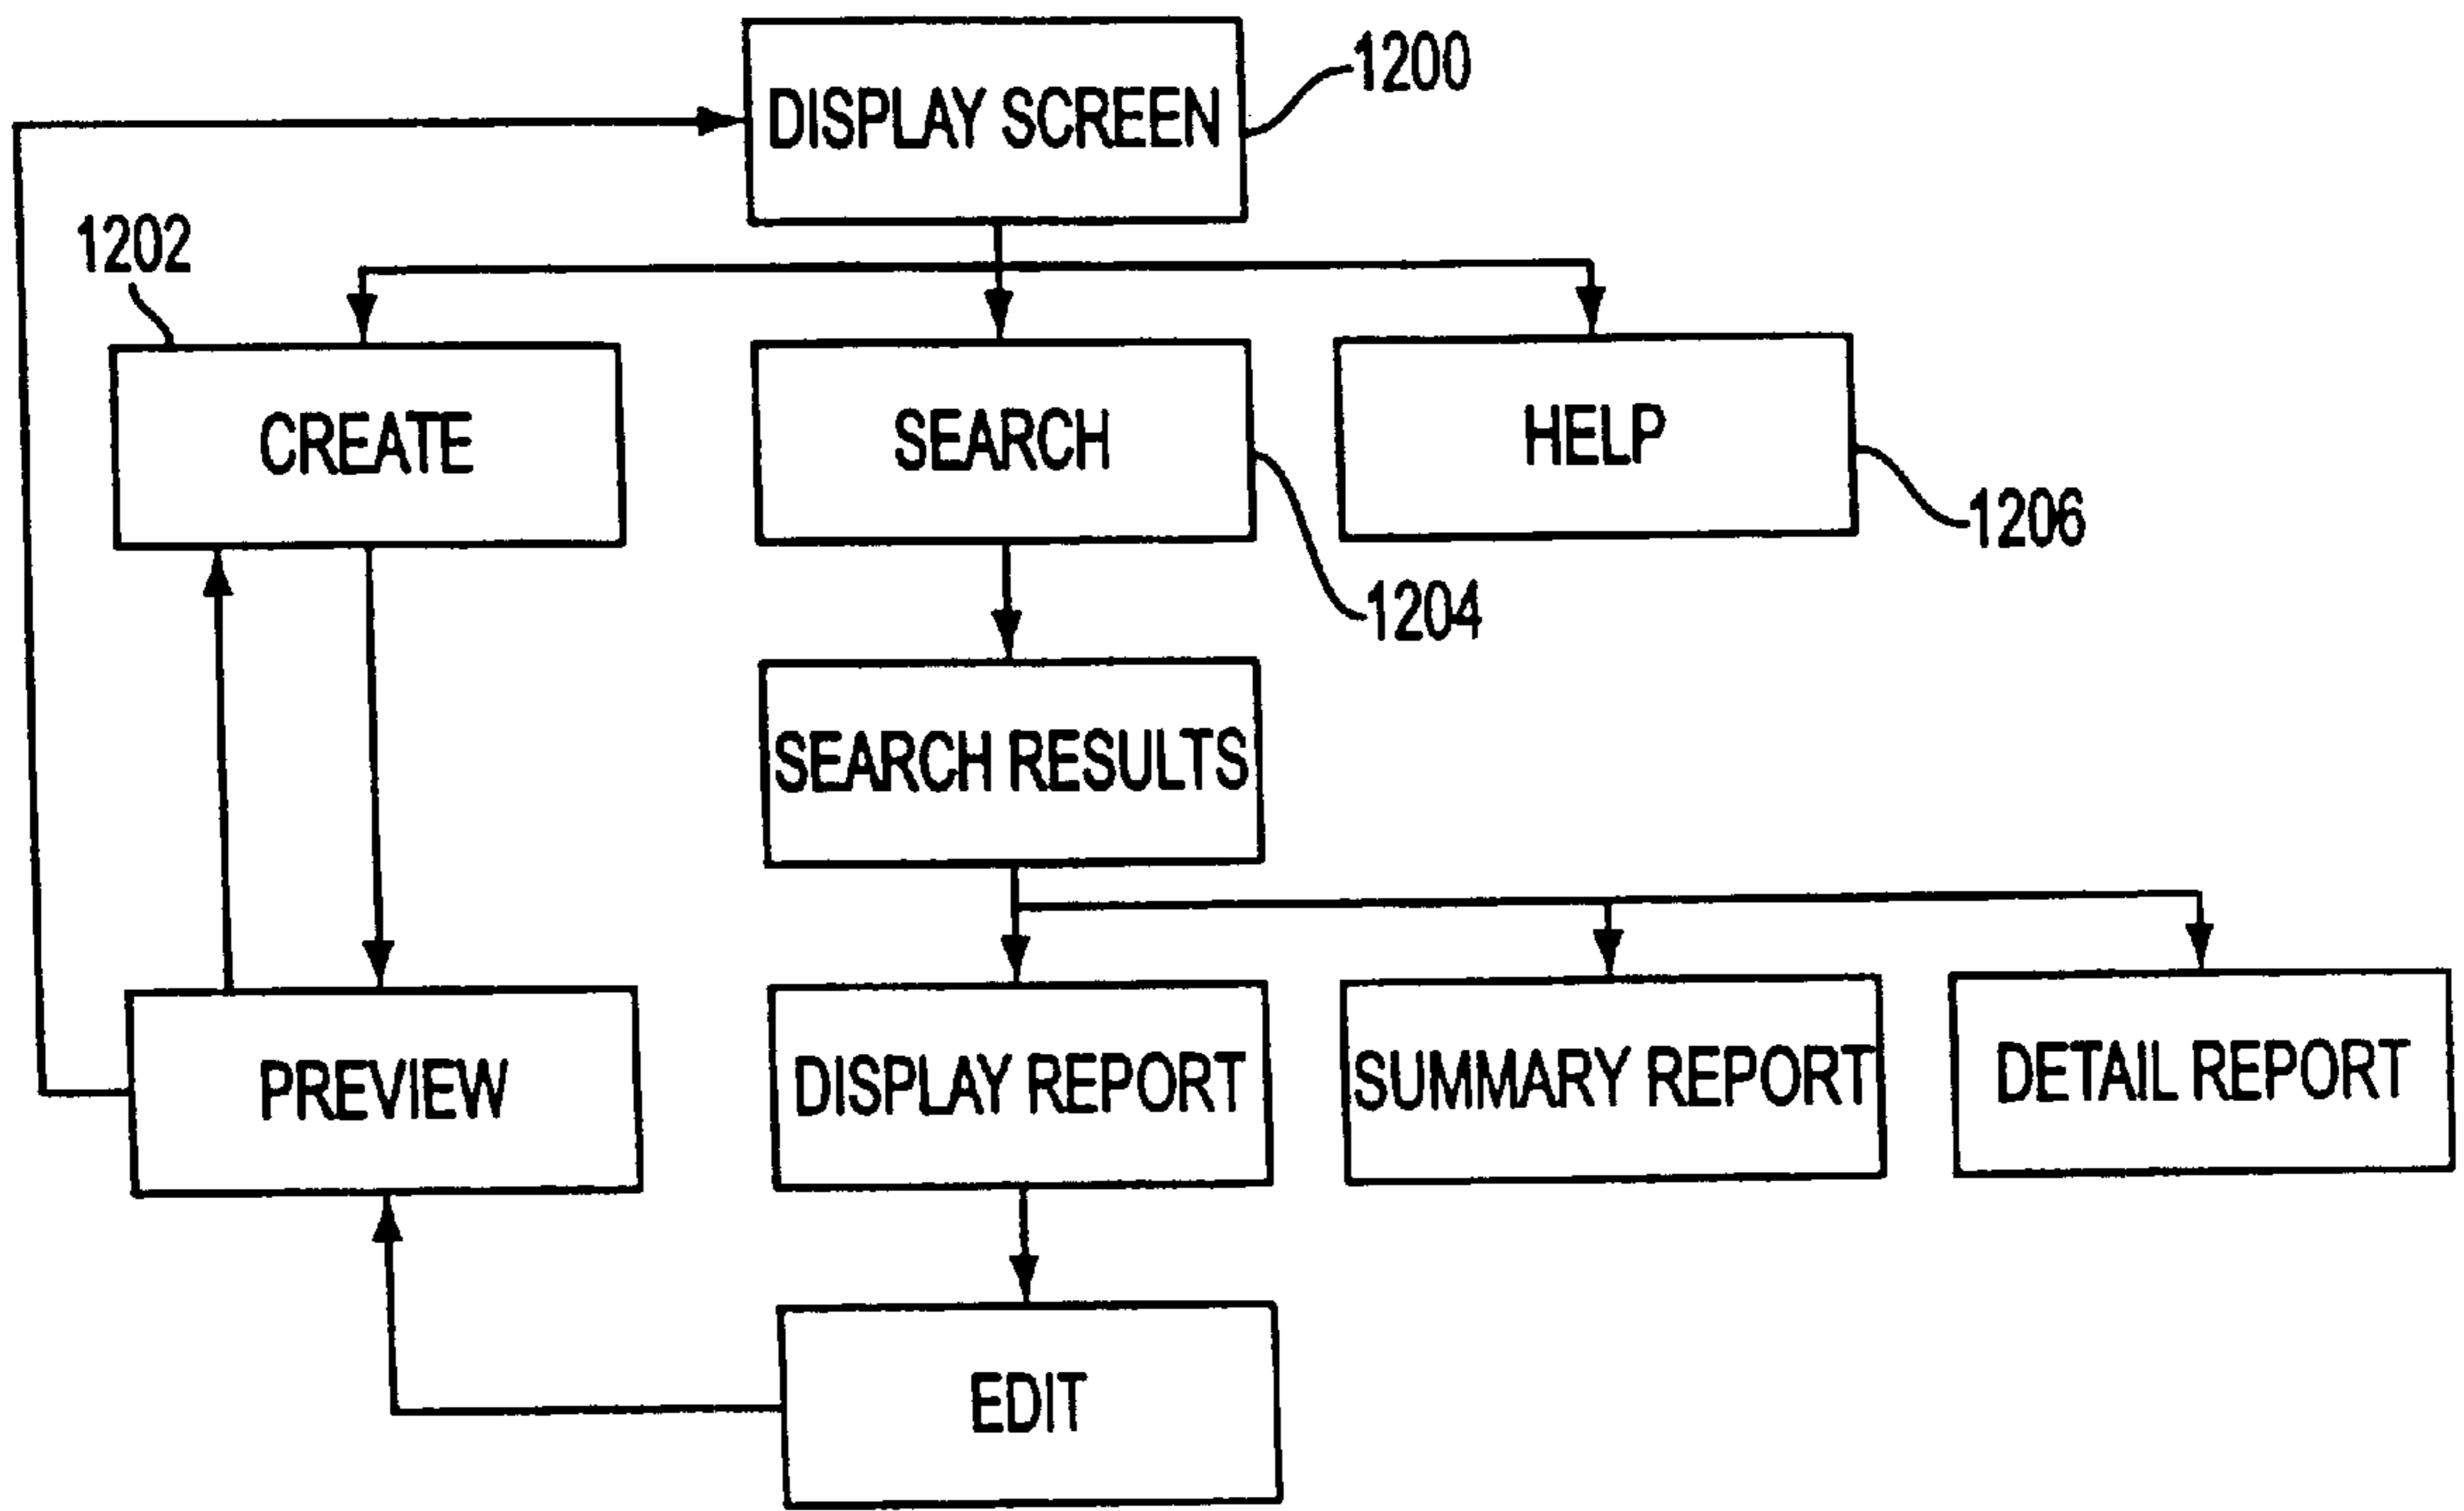 DISPLAY SCREEN
1200
1202
CREATE
SEARCH
HELP
1206
1204
SEARCH RESULTS
PREVIEW
DISPLAY REPORT
SUMMARY REPORT
DETAIL REPORT
EDIT